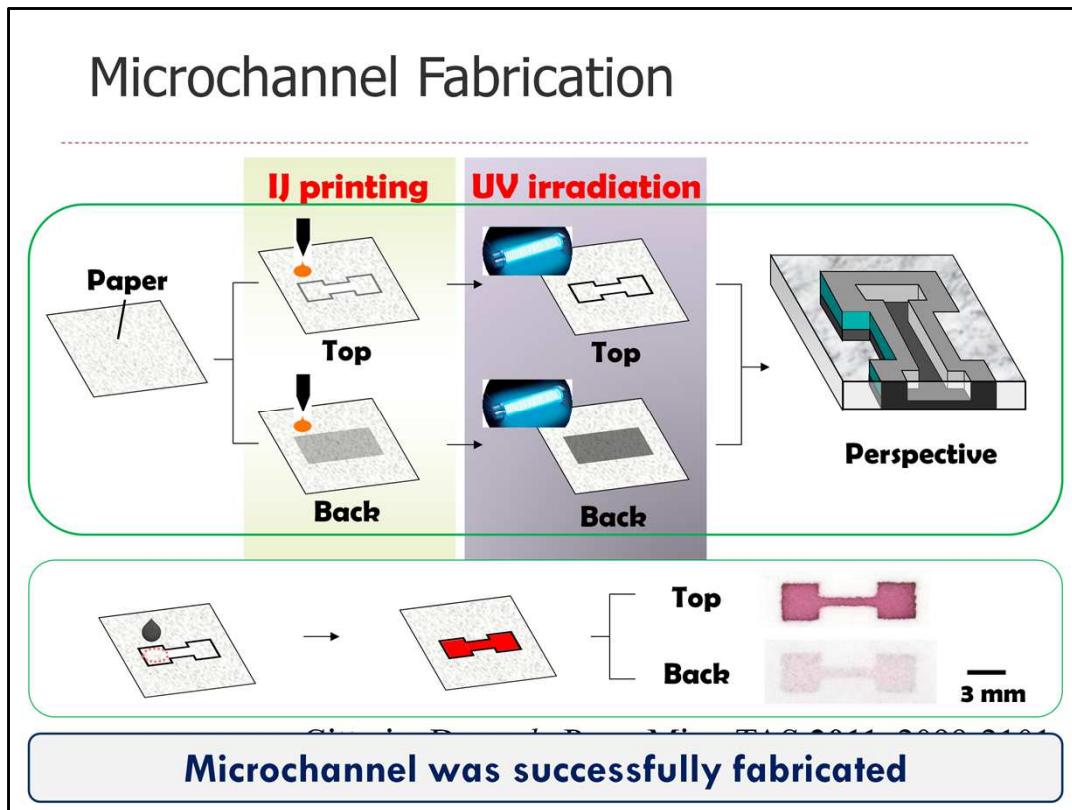 Microchannel Fabrication
IJ printing
UV irradiation
Paper
Top
Top
Back
Back
Perspective
Top
Back
3 mm
Microchannel was successfully fabricated